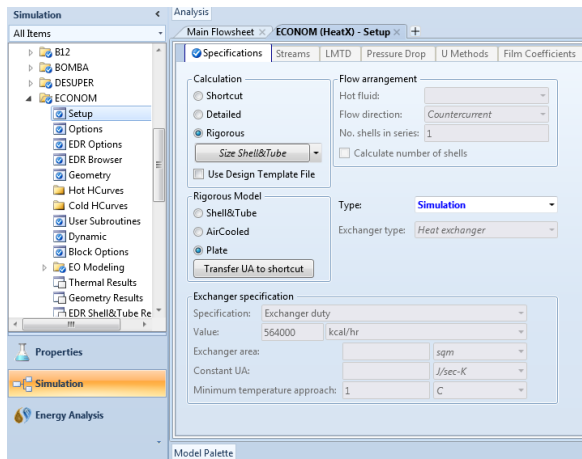 Simulation
All Items
B12
BOMBA
DESUPER
ECONOM
Setup
Options
EDR Options
EDR Browser
Geometry
Hot HCurves
Cold HCurves
User Subroutines
Dynamic
Block Options
EO Modeling
Thermal Results
Geometry Results
EDR Shell&Tube Re
Properties
Simulation
Energy Analysis
Analysis
Main Flowsheet × ECONOM (HeatX) - Setup × +
Specifications Streams LMTD Pressure Drop U Methods Film Coefficients
Calculation
Shortcut
Detailed
Rigorous
Size Shell&Tube
Use Design Template File
Flow arrangement
Hot fluid:
Flow direction: Countercurrent
No. shells in series: 1
Calculate number of shells
Rigorous Model
Shell&Tube
AirCooled
Plate
Transfer UA to shortcut
Type: Simulation
Exchanger type: Heat exchanger
Exchanger specification
Specification: Exchanger duty
Value: 564000 kcal/hr
Exchanger area: sqm
Constant UA: J/sec-K
Minimum temperature approach: 1 C
Model Palette